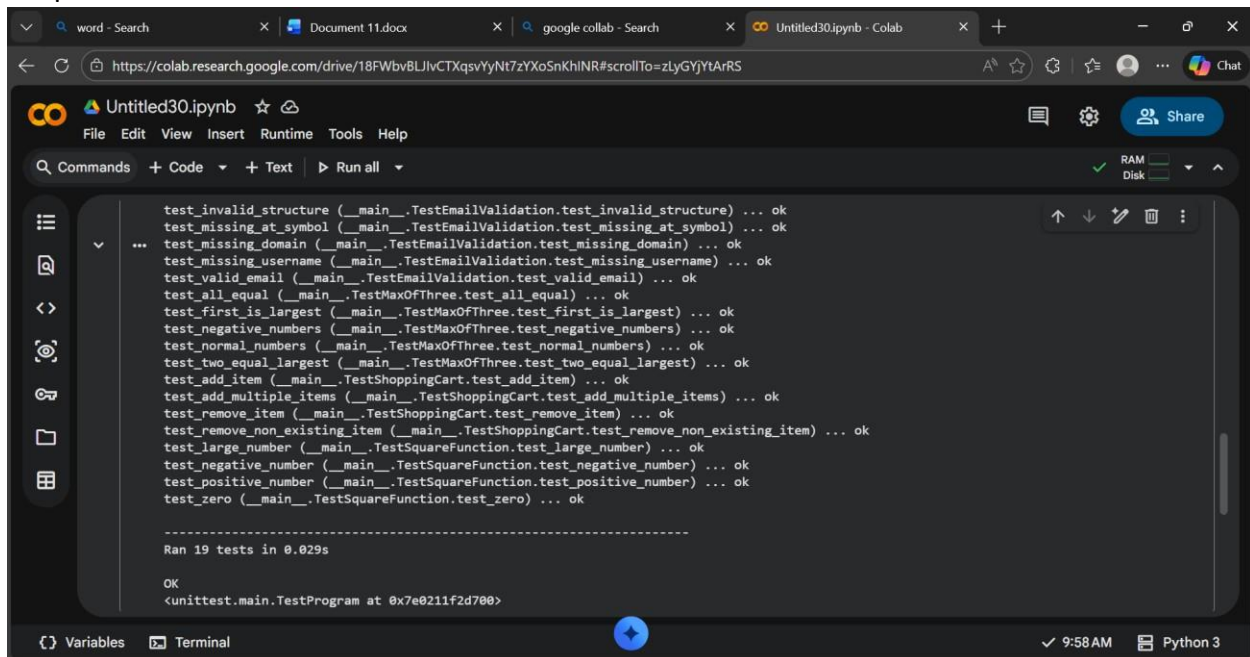 word - Search
Document 11.docx
google collab - Search
Untitled30.ipynb - Colab
https://colab.research.google.com/drive/18FWbvBLJIvCTXqsvYyNt7zYXoSnKhINR#scrollTo=zLyGYjYtArRS
Chat
Untitled30.ipynb
Share
File Edit View Insert Runtime Tools Help
Commands + Code + Text Run all
RAM
Disk
test_invalid_structure (__main__.TestEmailValidation.test_invalid_structure) ... ok
test_missing_at_symbol (__main__.TestEmailValidation.test_missing_at_symbol) ... ok
test_missing_domain (__main__.TestEmailValidation.test_missing_domain) ... ok
test_missing_username (__main__.TestEmailValidation.test_missing_username) ... ok
test_valid_email (__main__.TestEmailValidation.test_valid_email) ... ok
test_all_equal (__main__.TestMaxOfThree.test_all_equal) ... ok
test_first_is_largest (__main__.TestMaxOfThree.test_first_is_largest) ... ok
test_negative_numbers (__main__.TestMaxOfThree.test_negative_numbers) ... ok
test_normal_numbers (__main__.TestMaxOfThree.test_normal_numbers) ... ok
test_two_equal_largest (__main__.TestMaxOfThree.test_two_equal_largest) ... ok
test_add_item (__main__.TestShoppingCart.test_add_item) ... ok
test_add_multiple_items (__main__.TestShoppingCart.test_add_multiple_items) ... ok
test_remove_item (__main__.TestShoppingCart.test_remove_item) ... ok
test_remove_non_existing_item (__main__.TestShoppingCart.test_remove_non_existing_item) ... ok
test_large_number (__main__.TestSquareFunction.test_large_number) ... ok
test_negative_number (__main__.TestSquareFunction.test_negative_number) ... ok
test_positive_number (__main__.TestSquareFunction.test_positive_number) ... ok
test_zero (__main__.TestSquareFunction.test_zero) ... ok
----------------------------------------------------------------------
Ran 19 tests in 0.029s
OK
<unittest.main.TestProgram at 0x7e0211f2d700>
Variables Terminal
9:58 AM Python 3